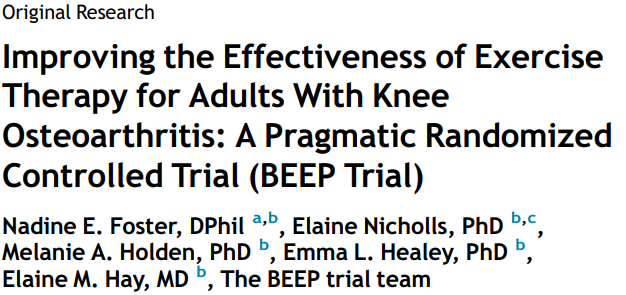 Original Research
Improving the Effectiveness of Exercise
Therapy for Adults With Knee
Osteoarthritis: A Pragmatic Randomized
Controlled Trial (BEEP Trial)
Nadine E. Foster, DPhil a,b, Elaine Nicholls, PhD b,c,
Melanie A. Holden, PhD b, Emma L. Healey, PhD b,
Elaine M. Hay, MD b, The BEEP trial team